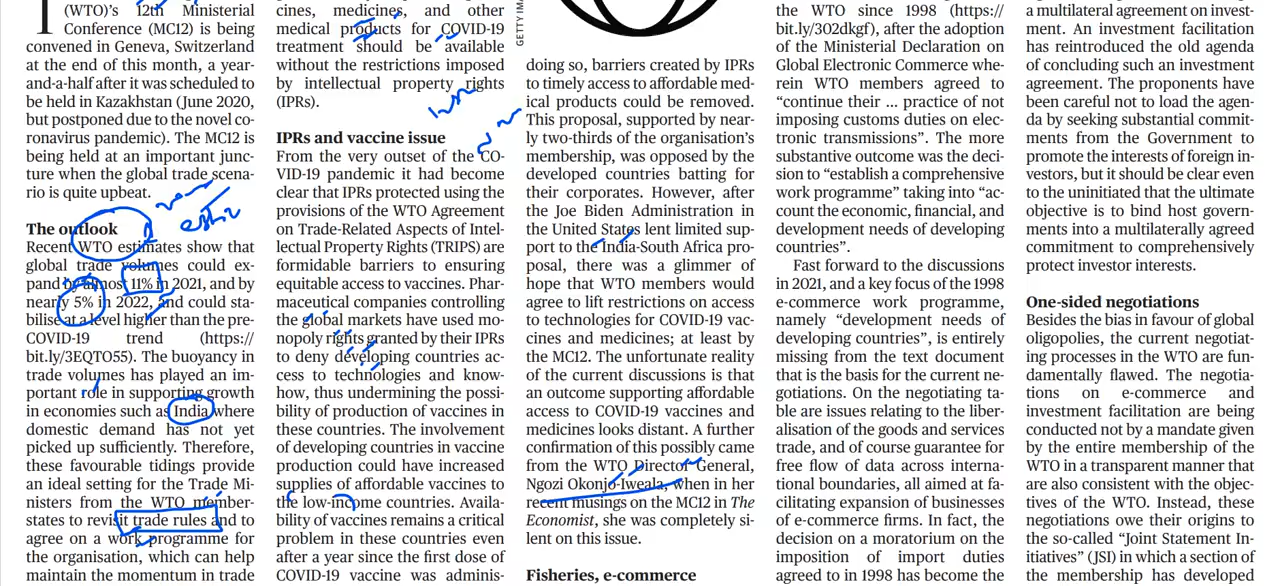 (WTO)'s 12th Ministerial
Conference (MC12) is being
convened in Geneva, Switzerland
at the end of this month, a year-
and-a-half after it was scheduled to
be held in Kazakhstan (June 2020,
but postponed due to the novel co-
ronavirus pandemic). The MC12 is
being held at an important junc-
ture when the global trade scena-
rio is quite upbeat.
The outlook
Recent WTO estimates show that
global trade volumes could ex-
pand by almost 11% in 2021, and by
nearly 5% in 2022, and could sta-
bilise at a level higher than the pre-
COVID-19 trend (https://
bit.ly/3EQTO55). The buoyancy in
trade volumes has played an im-
portant role in supporting growth
in economies such as India where
domestic demand has not yet
picked up sufficiently. Therefore,
these favourable tidings provide
an ideal setting for the Trade Mi-
nisters from the WTO member-
states to revisit trade rules and to
agree on a work programme for
the organisation, which can help
maintain the momentum in trade
cines, medicines, and other
medical products for COVID-19
treatment should be available
without the restrictions imposed
by intellectual property rights
(IPRs).
IPRs and vaccine issue
From the very outset of the CO-
VID-19 pandemic it had become
clear that IPRs protected using the
provisions of the WTO Agreement
on Trade-Related Aspects of Intel-
lectual Property Rights (TRIPS) are
formidable barriers to ensuring
equitable access to vaccines. Phar-
maceutical companies controlling
the global markets have used mo-
nopoly rights granted by their IPRs
to deny developing countries ac-
cess to technologies and know-
how, thus undermining the possi-
bility of production of vaccines in
these countries. The involvement
of developing countries in vaccine
production could have increased
supplies of affordable vaccines to
the low-income countries. Availa-
bility of vaccines remains a critical
problem in these countries even
after a year since the first dose of
COVID-19 vaccine was adminis-
GETTY IM
doing so, barriers created by IPRs
to timely access to affordable med-
ical products could be removed.
This proposal, supported by near-
ly two-thirds of the organisation's
membership, was opposed by the
developed countries batting for
their corporates. However, after
the Joe Biden Administration in
the United States lent limited sup-
port to the India-South Africa pro-
posal, there was a glimmer of
hope that WTO members would
agree to lift restrictions on access
to technologies for COVID-19 vac-
cines and medicines; at least by
the MC12. The unfortunate reality
of the current discussions is that
an outcome supporting affordable
access to COVID-19 vaccines and
medicines looks distant. A further
confirmation of this possibly came
from the WTO Director General,
Ngozi Okonjo-Iweala, when in her
recent musings on the MC12 in The
Economist, she was completely si-
lent on this issue.
Fisheries, e-commerce
the WTO since 1998 (https://
bit.ly/302dkgf), after the adoption
of the Ministerial Declaration on
Global Electronic Commerce whe-
rein WTO members agreed to
“continue their ... practice of not
imposing customs duties on elec-
tronic transmissions”. The more
substantive outcome was the deci-
sion to “establish a comprehensive
work programme” taking into “ac-
count the economic, financial, and
development needs of developing
countries”.
Fast forward to the discussions
in 2021, and a key focus of the 1998
e-commerce work programme,
namely “development needs of
developing countries”, is entirely
missing from the text document
that is the basis for the current ne-
gotiations. On the negotiating ta-
ble are issues relating to the liber-
alisation of the goods and services
trade, and of course guarantee for
free flow of data across interna-
tional boundaries, all aimed at fa-
cilitating expansion of businesses
of e-commerce firms. In fact, the
decision on a moratorium on the
imposition of import duties
agreed to in 1998 has become the
a multilateral agreement on invest-
ment. An investment facilitation
has reintroduced the old agenda
of concluding such an investment
agreement. The proponents have
been careful not to load the agen-
da by seeking substantial commit-
ments from the Government to
promote the interests of foreign in-
vestors, but it should be clear even
to the uninitiated that the ultimate
objective is to bind host govern-
ments into a multilaterally agreed
commitment to comprehensively
protect investor interests.
One-sided negotiations
Besides the bias in favour of global
oligopolies, the current negotiat-
ing processes in the WTO are fun-
damentally flawed. The negotia-
tions on e-commerce and
investment facilitation are being
conducted not by a mandate given
by the entire membership of the
WTO in a transparent manner that
are also consistent with the objec-
tives of the WTO. Instead, these
negotiations owe their origins to
the so-called “Joint Statement In-
itiatives” (JSI) in which a section of
the membership has developed